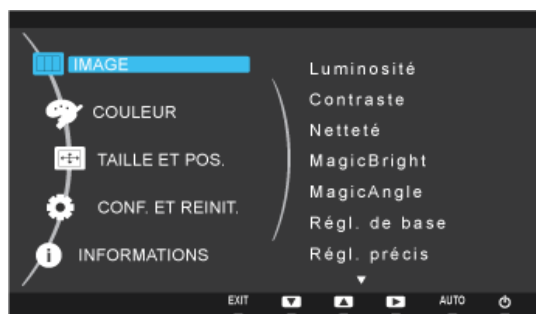 IMAGE
COULEUR
TAILLE ET POS.
CONF. ET REINIT.
INFORMATIONS
Luminosité
Contraste
Netteté
MagicBright
MagicAngle
Régl. de base
Régl. précis
EXIT
AUTO